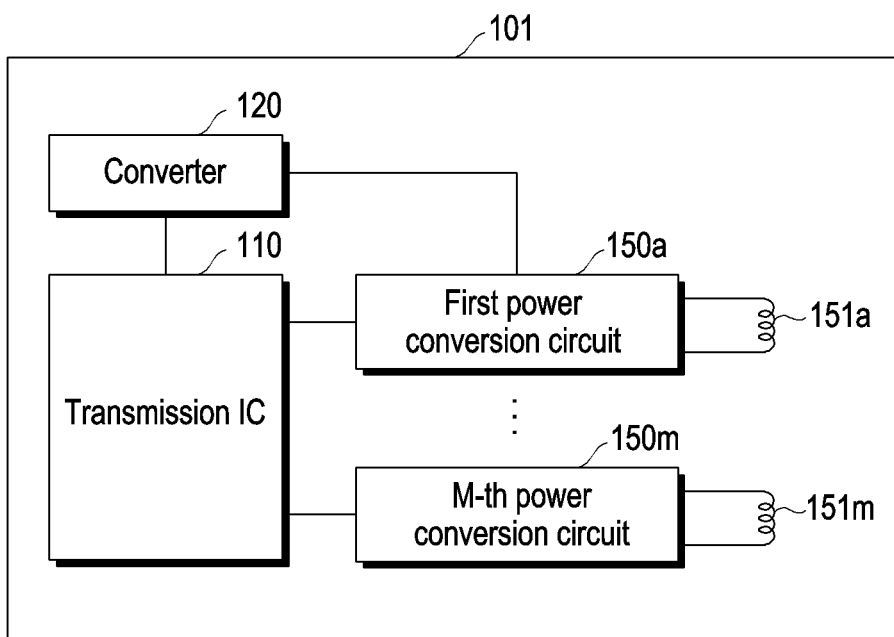 101
120
Converter
110
Transmission IC
150a
First power
conversion circuit
151a
150m
M-th power
conversion circuit
151m